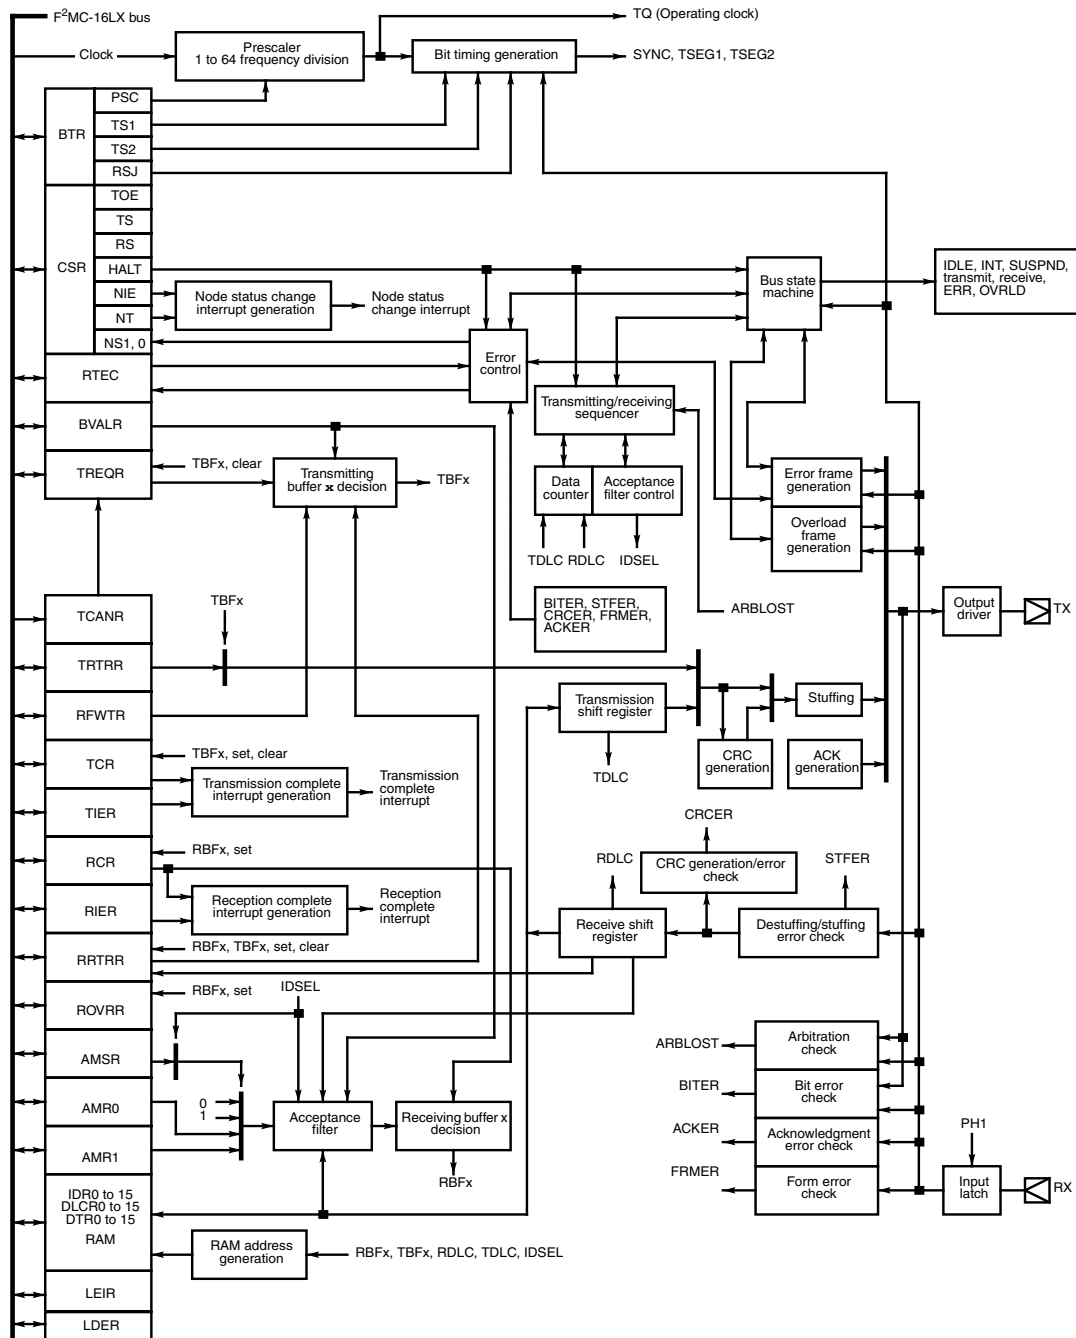 F2MC-16LX bus
TQ (Operating clock)
Clock
Prescaler
1 to 64 frequency division
Bit timing generation
SYNC, TSEG1, TSEG2
PSC
TS1
BTR
TS2
RSJ
TOE
TS
RS
CSR
HALT
NIE
NT
NS1, 0
Node status change
interrupt generation
Node status
change interrupt
Bus state
machine
IDLE, INT, SUSPND,
transmit, receive,
ERR, OVRLD
RTEC
Error
control
Transmitting/receiving
sequencer
BVALR
TREQR
TBFx, clear
Transmitting
buffer x decision
TBFx
Data
counter
Acceptance
filter control
Error frame
generation
Overload
frame
generation
TDLC
RDLC
IDSEL
TCANR
TBFx
BITER, STFER,
CRCER, FRMER,
ACKER
ARBLOST
Output
driver
TX
TRTRR
RFWTR
Transmission
shift register
Stuffing
TCR
TBFx, set, clear
TDLC
CRC
generation
ACK
generation
Transmission complete
interrupt generation
Transmission
complete
interrupt
TIER
CRCER
RCR
RBFx, set
RDLC
CRC generation/error
check
STFER
RIER
Reception complete
interrupt generation
Reception
complete
interrupt
Receive shift
register
Destuffing/stuffing
error check
RRTRR
RBFx, TBFx, set, clear
ROVRR
RBFx, set
IDSEL
AMSR
ARBLOST
Arbitration
check
AMR0
0
1
Acceptance
filter
Receiving buffer x
decision
BITER
Bit error
check
AMR1
ACKER
Acknowledgment
error check
PH1
RBFx
FRMER
Form error
check
Input
latch
RX
IDR0 to 15
DLCR0 to 15
DTR0 to 15
RAM
RAM address
generation
RBFx, TBFx, RDLC, TDLC, IDSEL
LEIR
LDER